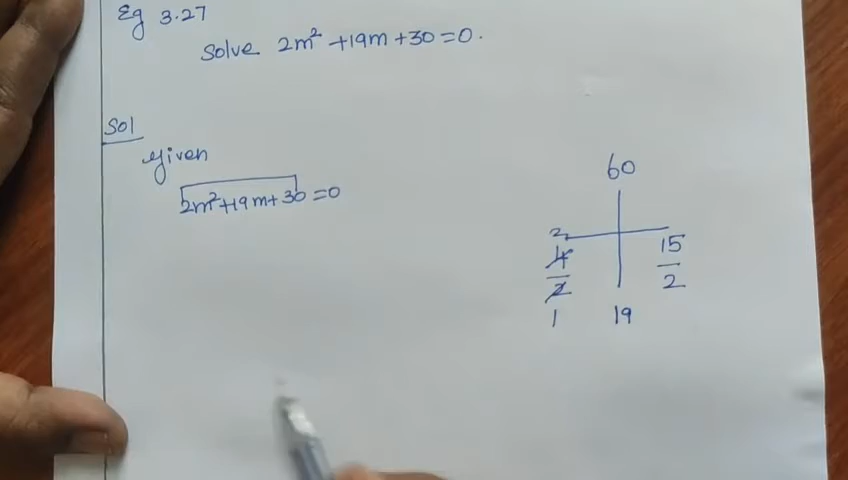 Eg 3.27
Solve 2m² +19m +30 =0.
Sol
Given
2m²+19m+30 =0
60
2
4
15
2
2
1
19